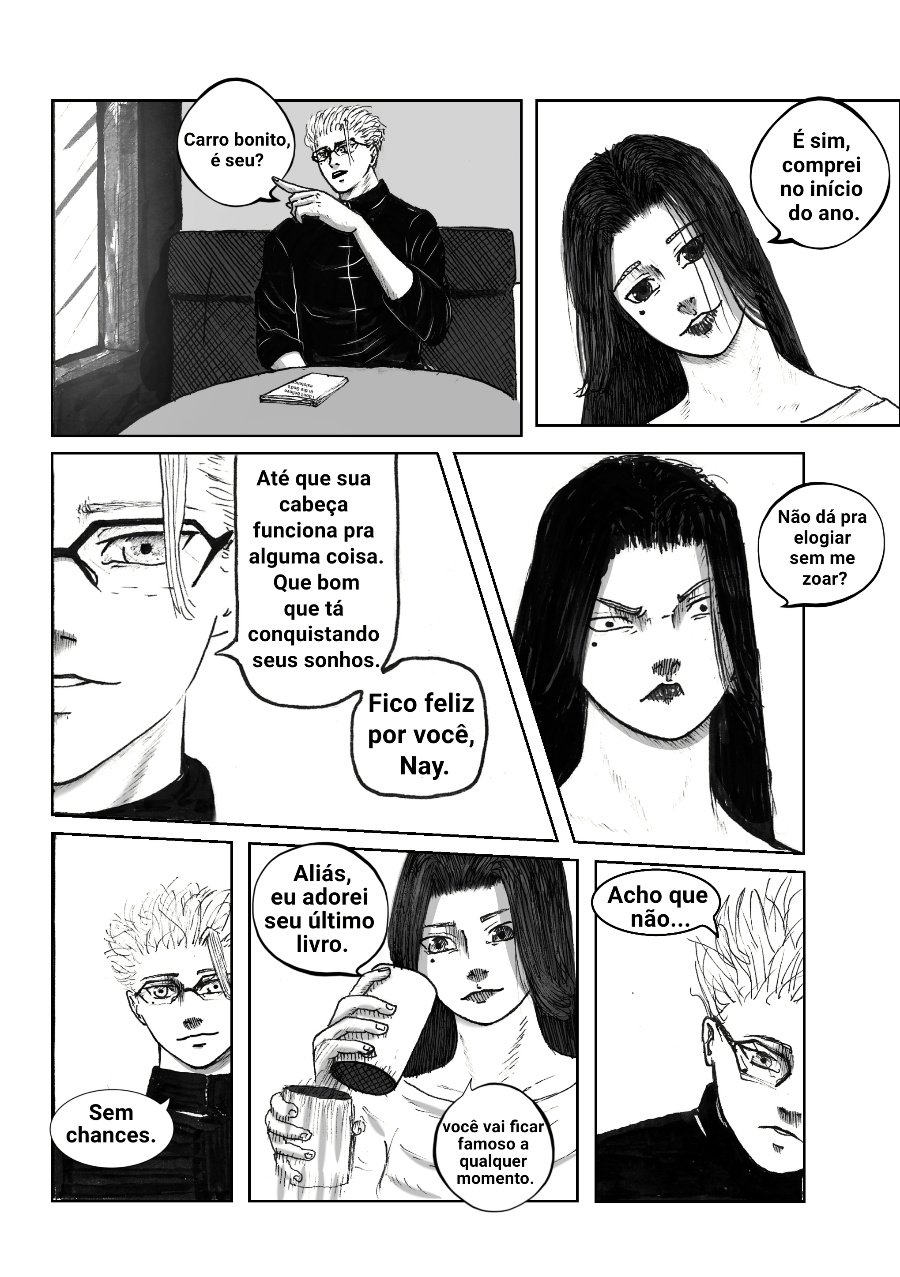 Carro bonito,
é seu?
É sim,
comprei
no início
do ano.
Até que sua
cabeça
funciona pra
alguma coisa.
Que bom
que tá
conquistando
seus sonhos.
Fico feliz
por você,
Nay.
Não dá pra
elogiar
sem me
zoar?
Sem
chances.
Aliás,
eu adorei
seu último
livro.
você vai ficar
famoso a
qualquer
momento.
Acho que
não...